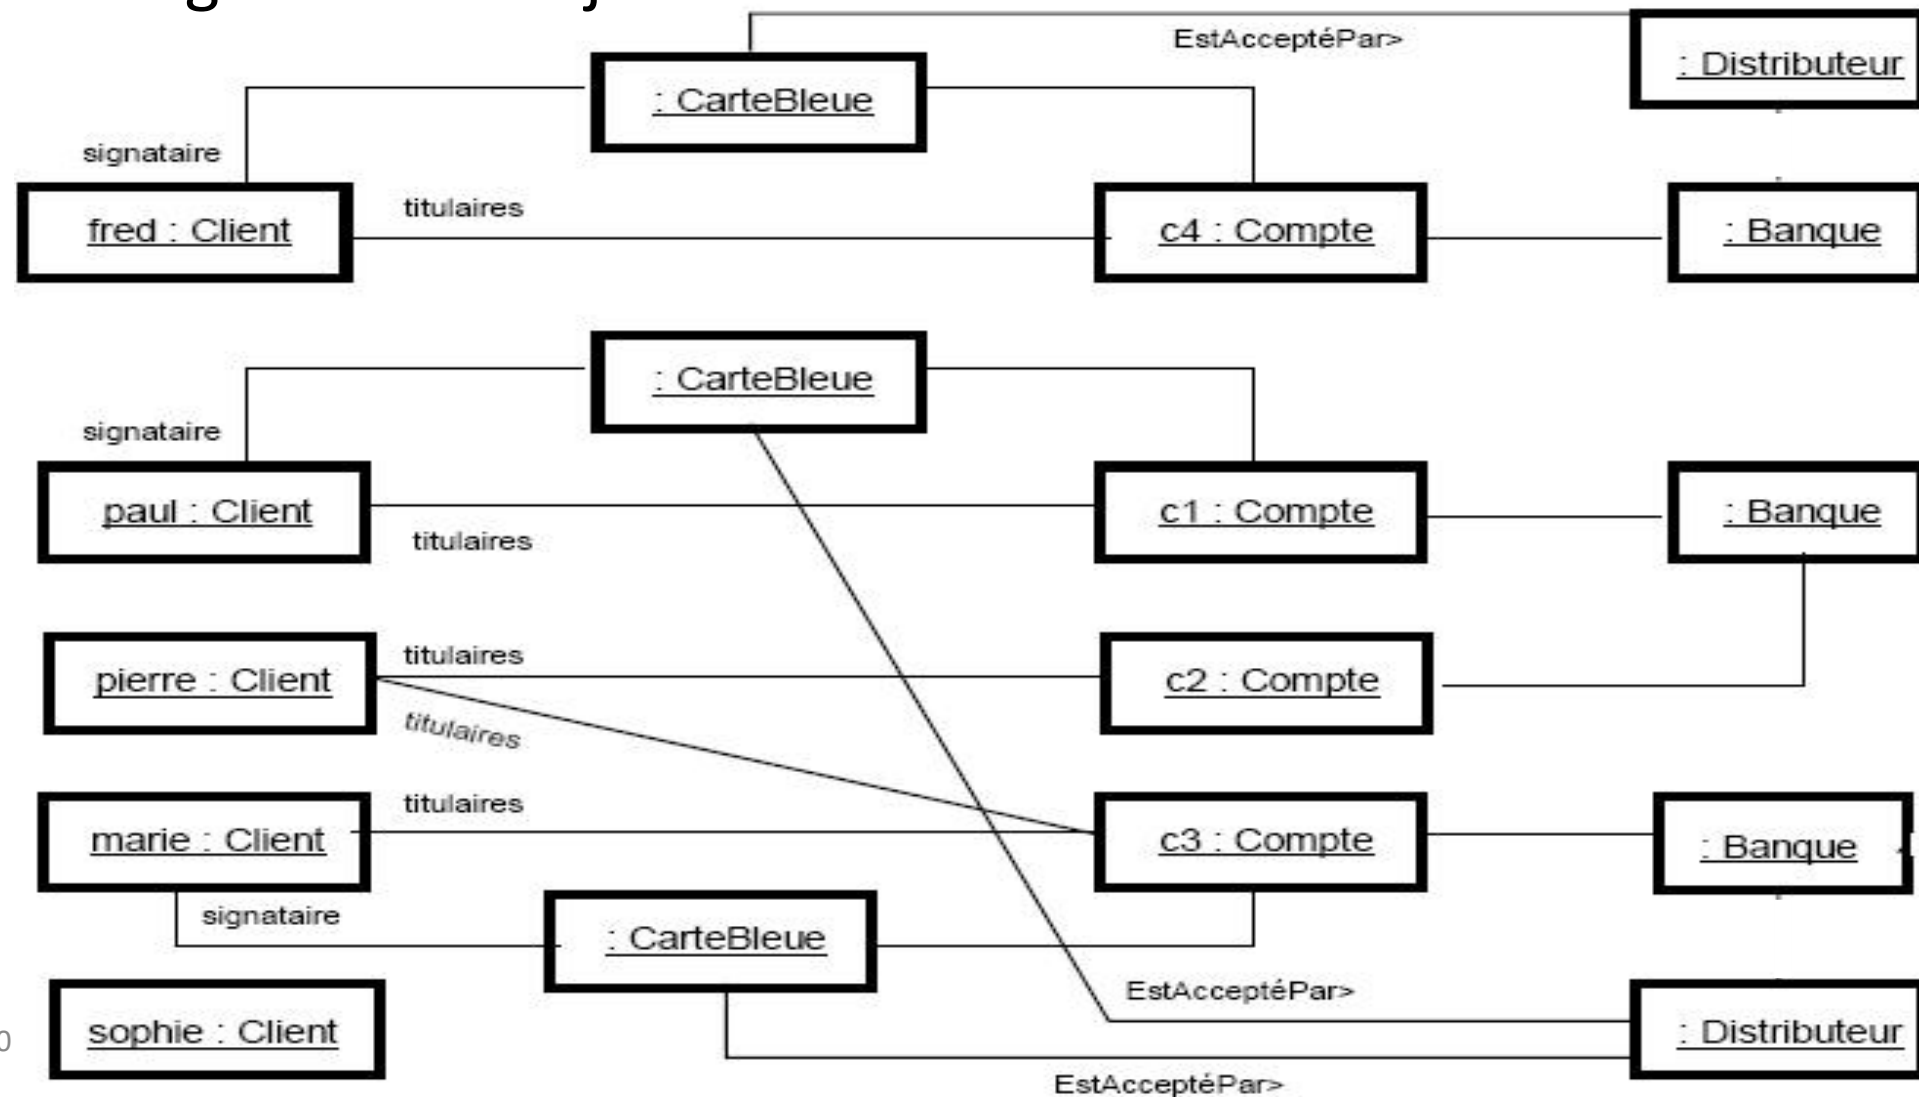 EstAcceptéPar>
: Distributeur
: CarteBleue
signataire
titulaires
fred : Client
c4 : Compte
: Banque
: CarteBleue
signataire
paul : Client
titulaires
c1 : Compte
: Banque
pierre : Client
titulaires
titulaires
c2 : Compte
marie : Client
titulaires
c3 : Compte
: Banque
signataire
: CarteBleue
EstAcceptéPar>
sophie : Client
: Distributeur
EstAcceptéPar>
0